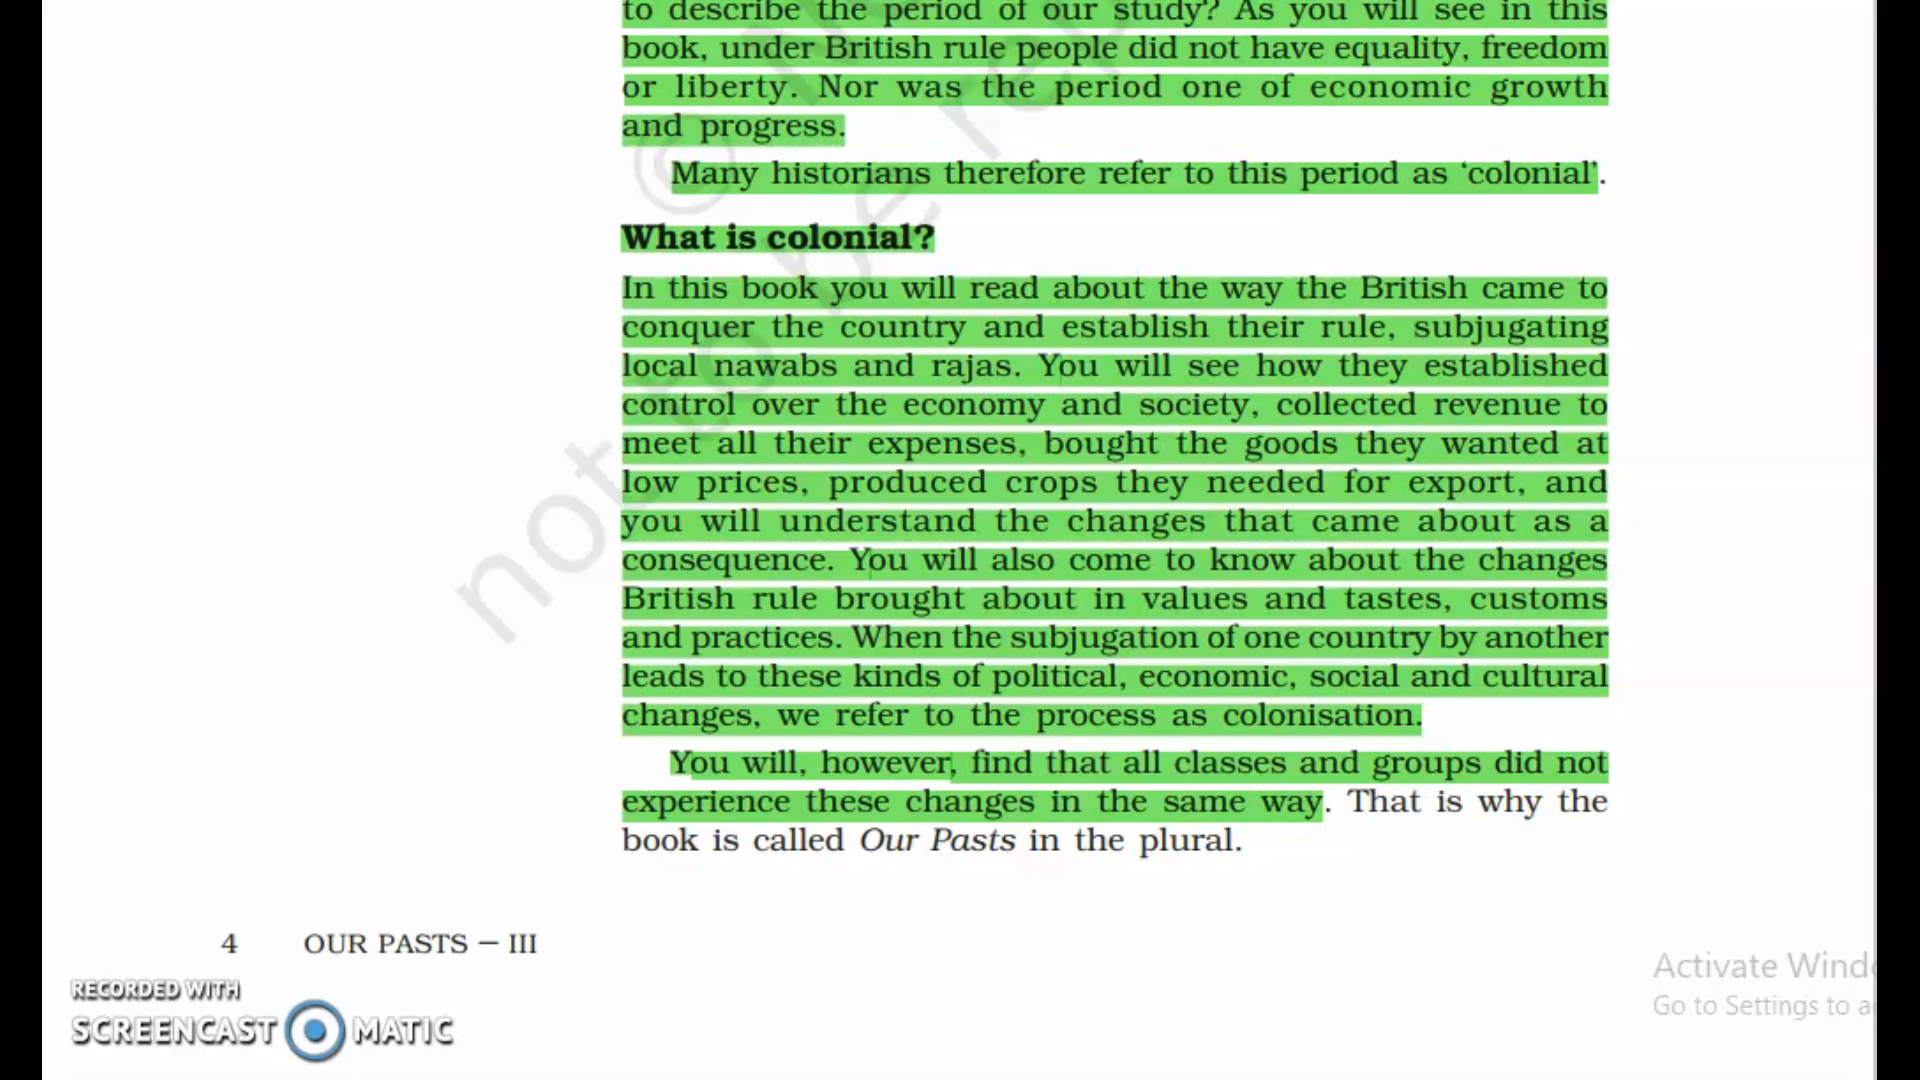 to describe the period of our study? As you will see in this
book, under British rule people did not have equality, freedom
or liberty. Nor was the period one of economic growth
and progress.
Many historians therefore refer to this period as ‘colonial’.
What is colonial?
In this book you will read about the way the British came to
conquer the country and establish their rule, subjugating
local nawabs and rajas. You will see how they established
control over the economy and society, collected revenue to
meet all their expenses, bought the goods they wanted at
low prices, produced crops they needed for export, and
you will understand the changes that came about as a
consequence. You will also come to know about the changes
British rule brought about in values and tastes, customs
and practices. When the subjugation of one country by another
leads to these kinds of political, economic, social and cultural
changes, we refer to the process as colonisation.
You will, however, find that all classes and groups did not
experience these changes in the same way. That is why the
book is called Our Pasts in the plural.
4 OUR PASTS – III
RECORDED WITH
SCREENCAST MATIC
Activate
Go to Settings to
©
not to be